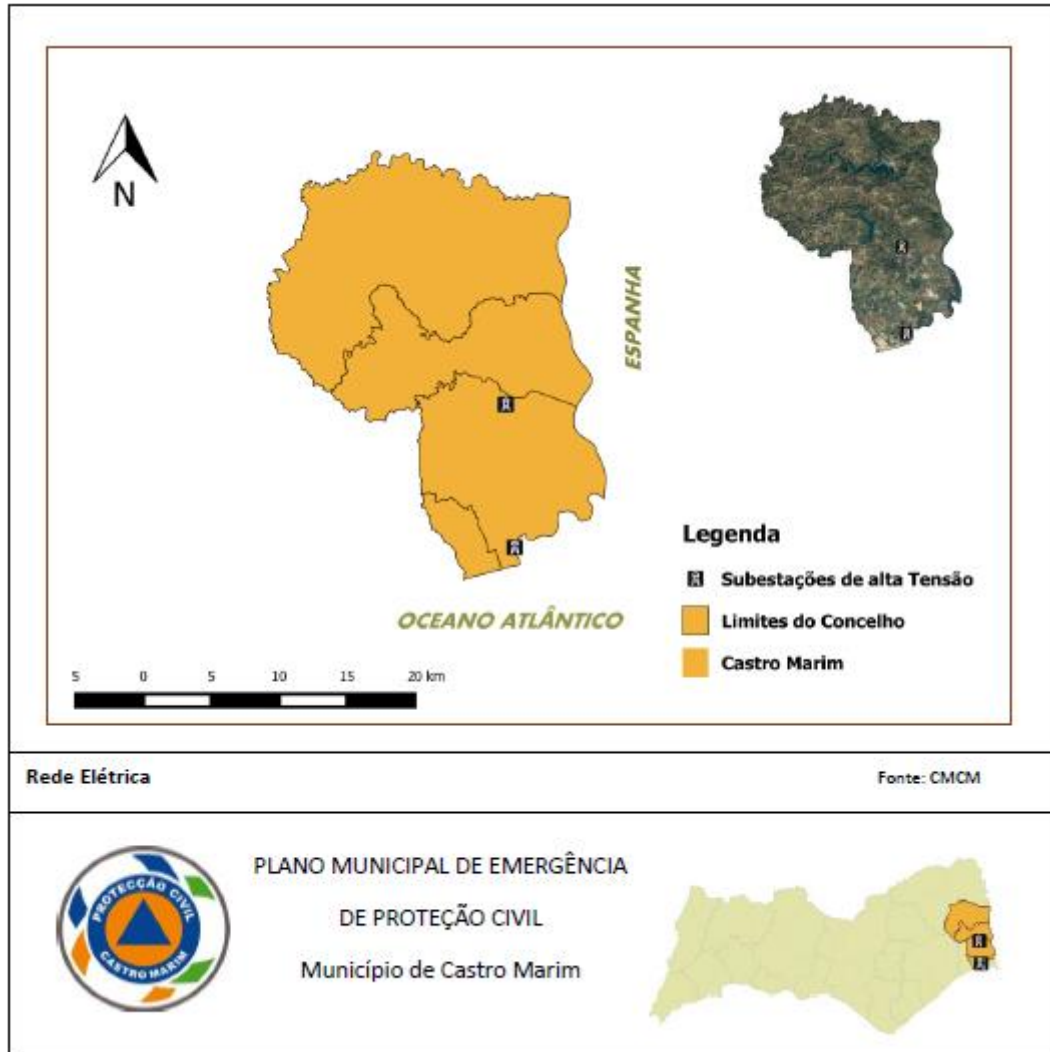 N
ESPANHA
OCEANO ATLÂNTICO
Legenda
Subestações de alta Tensão
Limites do Concelho
Castro Marim
5 0 5 10 15 20 km
Rede Elétrica
Fonte: CMCM
PROTECÇÃO CIVIL
CASTRO MARIM
PLANO MUNICIPAL DE EMERGÊNCIA
DE PROTEÇÃO CIVIL
Município de Castro Marim